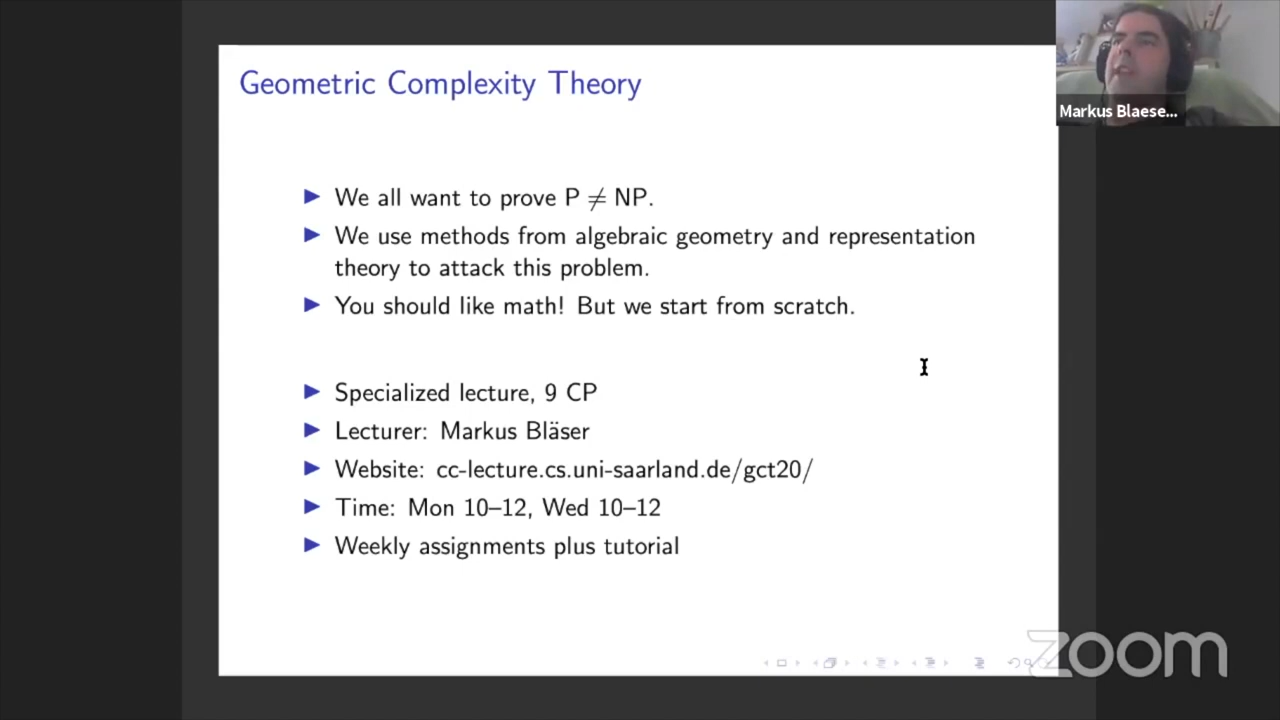 Geometric Complexity Theory
Markus Blaese...
We all want to prove P ≠ NP.
We use methods from algebraic geometry and representation
theory to attack this problem.
You should like math! But we start from scratch.
Specialized lecture, 9 CP
Lecturer: Markus Bläser
Website: cc-lecture.cs.uni-saarland.de/gct20/
Time: Mon 10–12, Wed 10–12
Weekly assignments plus tutorial
zoom